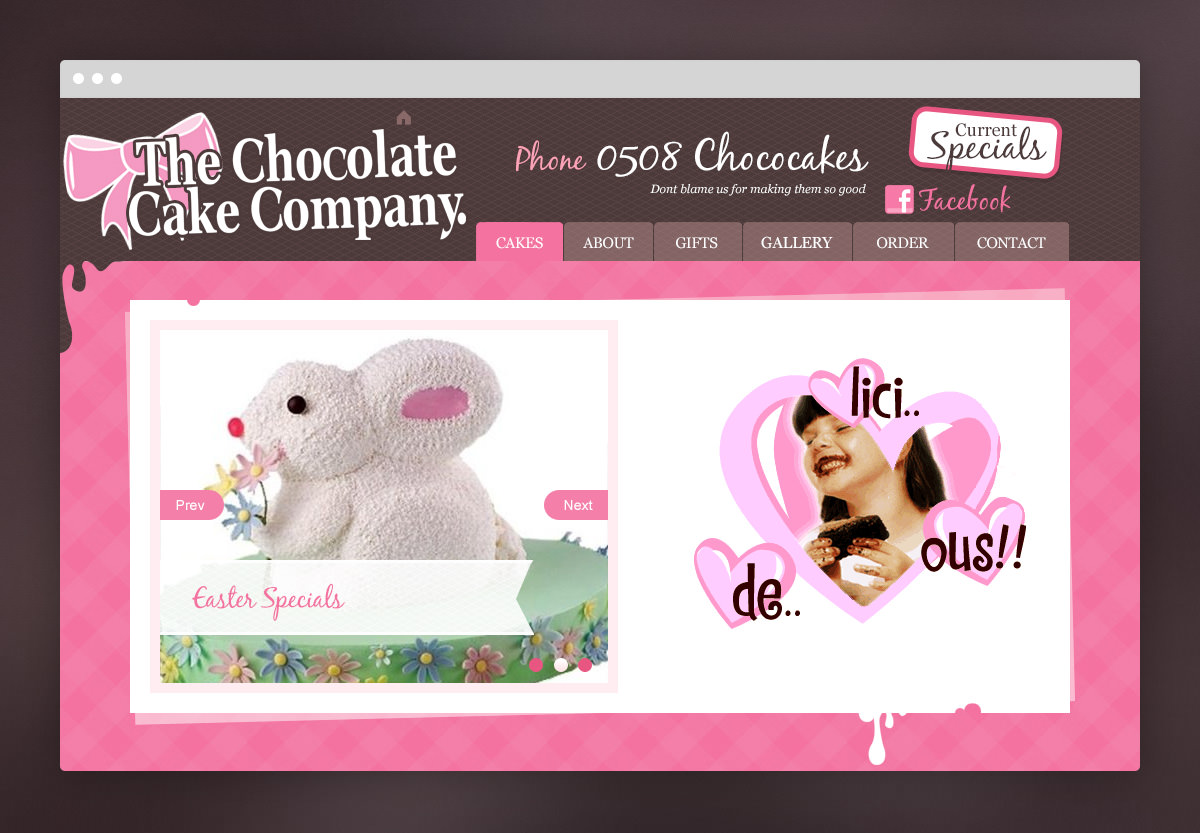 The Chocolate
Cake Company.
Phone 0508 Chococakes
Dont blame us for making them so good
Current
Specials
Facebook
CAKES ABOUT GIFTS GALLERY ORDER CONTACT
Prev
Next
Easter Specials
de..
lici..
ous!!